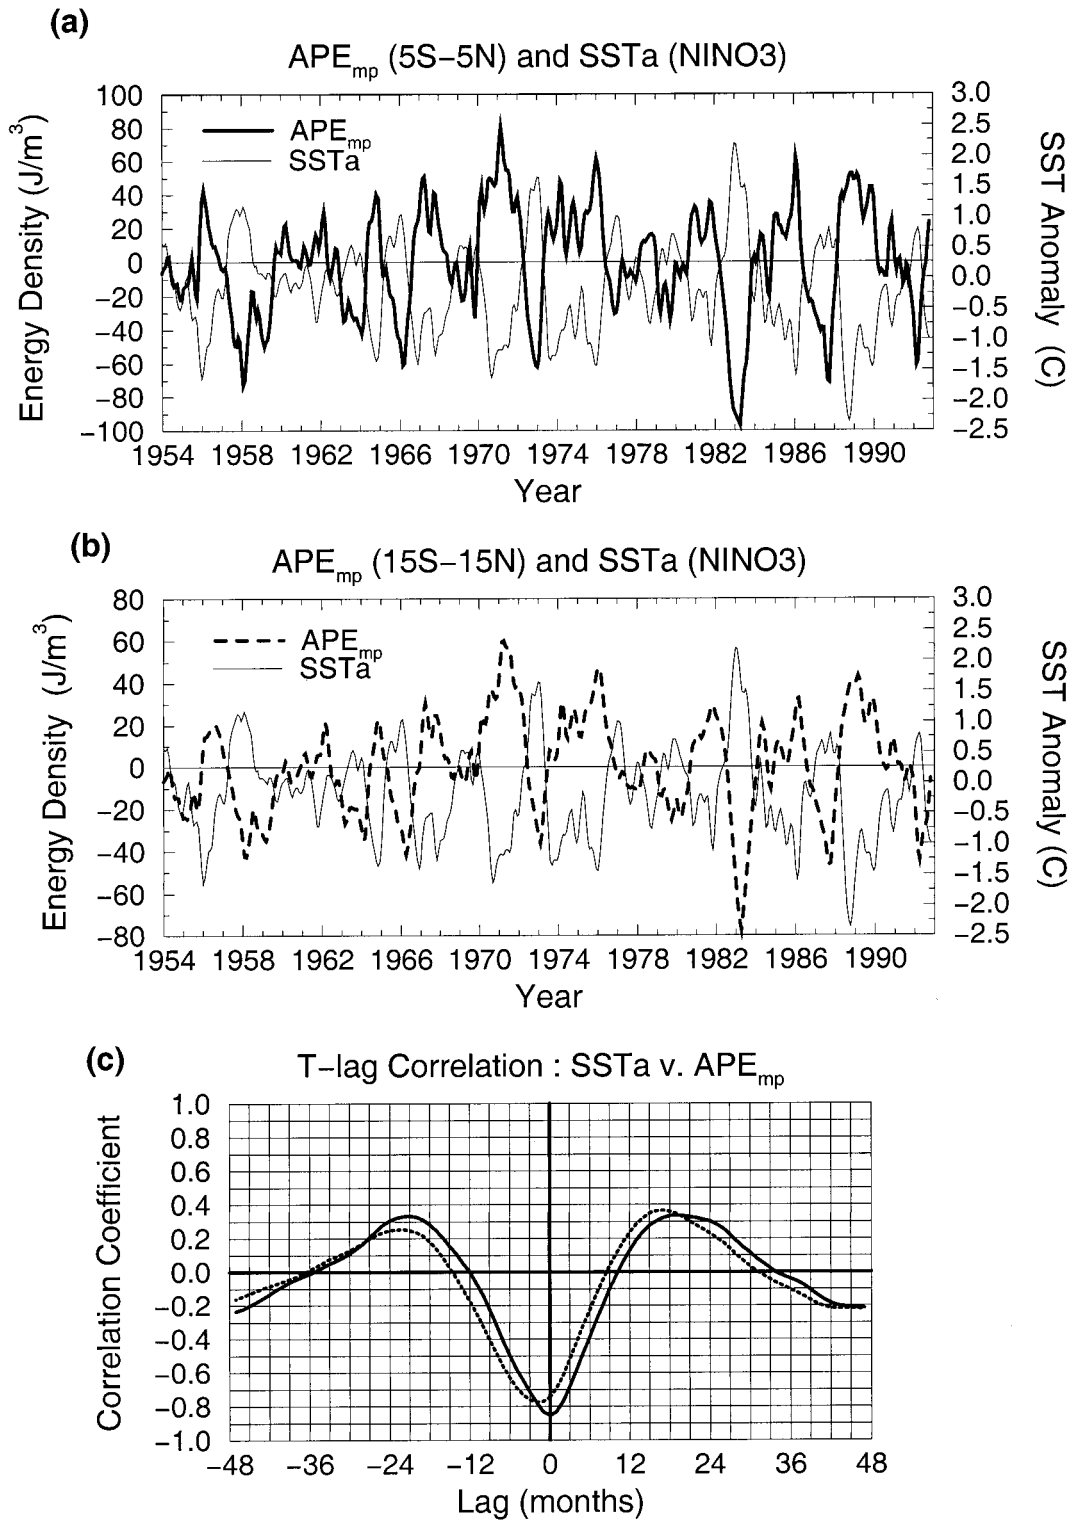 (a)
APEmp (5S−5N) and SSTa (NINO3)
Energy Density (J/m3)
100
80
60
40
20
0
−20
−40
−60
−80
−100
APEmp
SSTa
3.0
2.5
2.0
1.5
1.0
0.5
0.0
−0.5
−1.0
−1.5
−2.0
−2.5
SST Anomaly (C)
1954 1958 1962 1966 1970 1974 1978 1982 1986 1990
Year
(b)
APEmp (15S−15N) and SSTa (NINO3)
Energy Density (J/m3)
80
60
40
20
0
−20
−40
−60
−80
APEmp
SSTa
3.0
2.5
2.0
1.5
1.0
0.5
0.0
−0.5
−1.0
−1.5
−2.0
−2.5
SST Anomaly (C)
1954 1958 1962 1966 1970 1974 1978 1982 1986 1990
Year
(c)
T−lag Correlation : SSTa v. APEmp
Correlation Coefficient
1.0
0.8
0.6
0.4
0.2
0.0
−0.2
−0.4
−0.6
−0.8
−1.0
−48 −36 −24 −12 0 12 24 36 48
Lag (months)